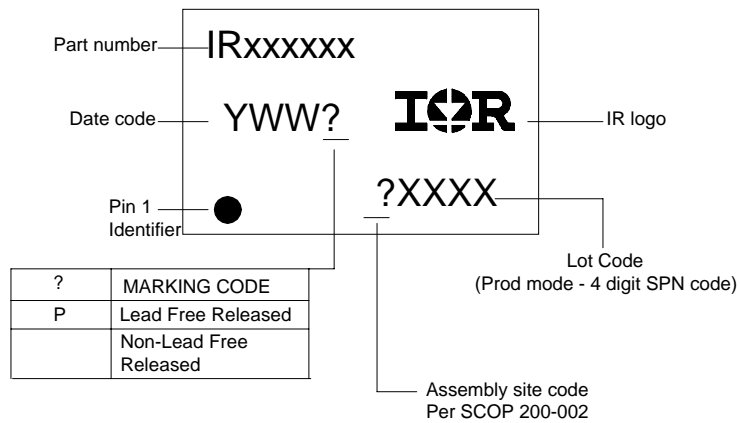 Part number
IRxxxxxx
Date code
YWW?
IOR
IR logo
?XXXX
Pin 1
Identifier
Lot Code
(Prod mode - 4 digit SPN code)
? MARKING CODE
P Lead Free Released
Non-Lead Free
Released
Assembly site code
Per SCOP 200-002